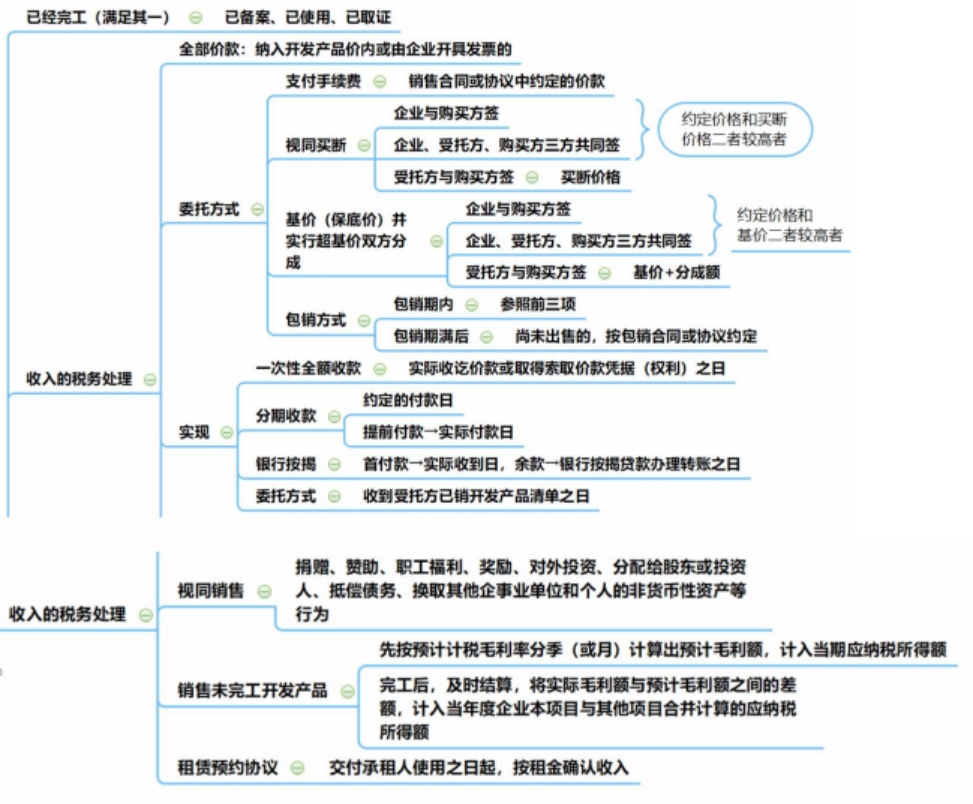 已经完工（满足其一）
已备案、已使用、已取证
全部价款：纳入开发产品价内或由企业开具发票的
支付手续费
销售合同或协议中约定的价款
企业与购买方签
视同买断
企业、受托方、购买方三方共同签
约定价格和买断
价格二者较高者
受托方与购买方签
买断价格
委托方式
基价（保底价）井
实行超基价双方分
成
企业与购买方签
企业、受托方、购买方三方共同签
约定价格和
基价二者较高者
受托方与购买方签
基价+分成额
包销方式
包销期内
参照前三项
包销期满后
尚未出售的，按包销合同或协议约定
收入的税务处理
一次性全额收款
实际收讫价款或取得索取价款凭据（权利）之日
实现
分期收款
约定的付款日
提前付款→实际付款日
银行按揭
首付款→实际收到日，余款→银行按揭贷款办理转账之日
委托方式
收到受托方已销开发产品清单之日
收入的税务处理
视同销售
捐赠、赞助、职工福利、奖励、对外投资、分配给股东或投资
人、抵偿债务、换取其他企事业单位和个人的非货币性资产等
行为
销售未完工开发产品
先按预计计税毛利率分季（或月）计算出预计毛利额，计入当期应纳税所得额
完工后，及时结算，将实际毛利额与预计毛利额之间的差
额，计入当年度企业本项目与其他项目合并计算的应纳税
所得额
租赁预约协议
交付承租人使用之日起，按租金确认收入